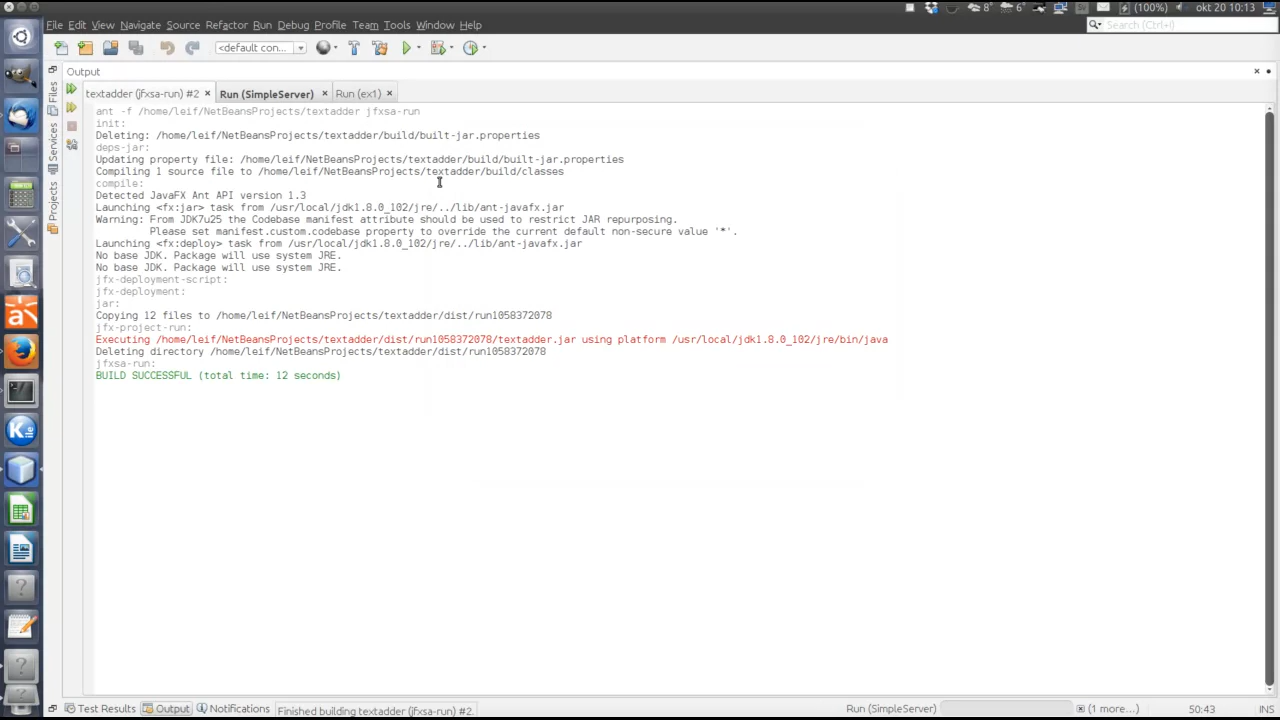 8° 6° (100%) okt 20 10:13
File Edit View Navigate Source Refactor Run Debug Profile Team Tools Window Help
Search (Ctrl+I)
<default con...
Output
textadder (jfxsa-run) #2 Run (SimpleServer) Run (ex1)
Files
Services
Projects
ant -f /home/leif/NetBeansProjects/textadder jfxsa-run
init:
Deleting: /home/leif/NetBeansProjects/textadder/build/built-jar.properties
deps-jar:
Updating property file: /home/leif/NetBeansProjects/textadder/build/built-jar.properties
Compiling 1 source file to /home/leif/NetBeansProjects/textadder/build/classes
compile:
Detected JavaFX Ant API version 1.3
Launching <fx:jar> task from /usr/local/jdk1.8.0_102/jre/../lib/ant-javafx.jar
Warning: From JDK7u25 the Codebase manifest attribute should be used to restrict JAR repurposing.
Please set manifest.custom.codebase property to override the current default non-secure value '*'.
Launching <fx:deploy> task from /usr/local/jdk1.8.0_102/jre/../lib/ant-javafx.jar
No base JDK. Package will use system JRE.
No base JDK. Package will use system JRE.
jfx-deployment-script:
jfx-deployment:
jar:
Copying 12 files to /home/leif/NetBeansProjects/textadder/dist/run1058372078
jfx-project-run:
Executing /home/leif/NetBeansProjects/textadder/dist/run1058372078/textadder.jar using platform /usr/local/jdk1.8.0_102/jre/bin/java
Deleting directory /home/leif/NetBeansProjects/textadder/dist/run1058372078
jfxsa-run:
BUILD SUCCESSFUL (total time: 12 seconds)
Test Results Output Notifications Finished building textadder (jfxsa-run) #2. Run (SimpleServer) (1 more...) 50:43 INS